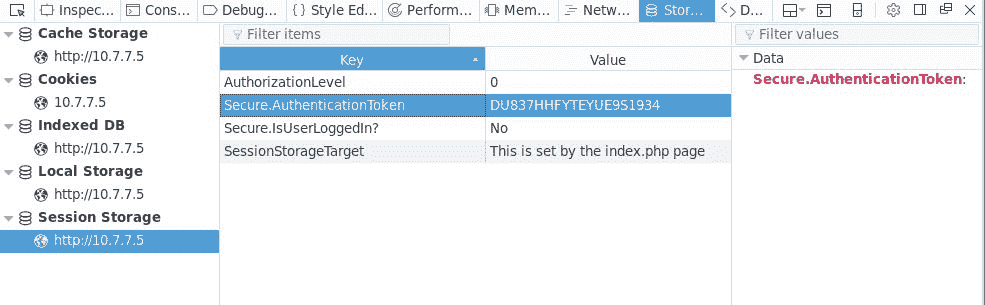 Inspec... Cons... Debug... Style Ed... Perform... Mem... Netw... Stor... D...
Cache Storage
http://10.7.7.5
Cookies
10.7.7.5
Indexed DB
http://10.7.7.5
Local Storage
http://10.7.7.5
Session Storage
http://10.7.7.5
Filter items
Key Value
AuthorizationLevel 0
Secure.AuthenticationToken DU837HHFYTEYUE9S1934
Secure.IsUserLoggedIn? No
SessionStorageTarget This is set by the index.php page
Filter values
Data
Secure.AuthenticationToken: